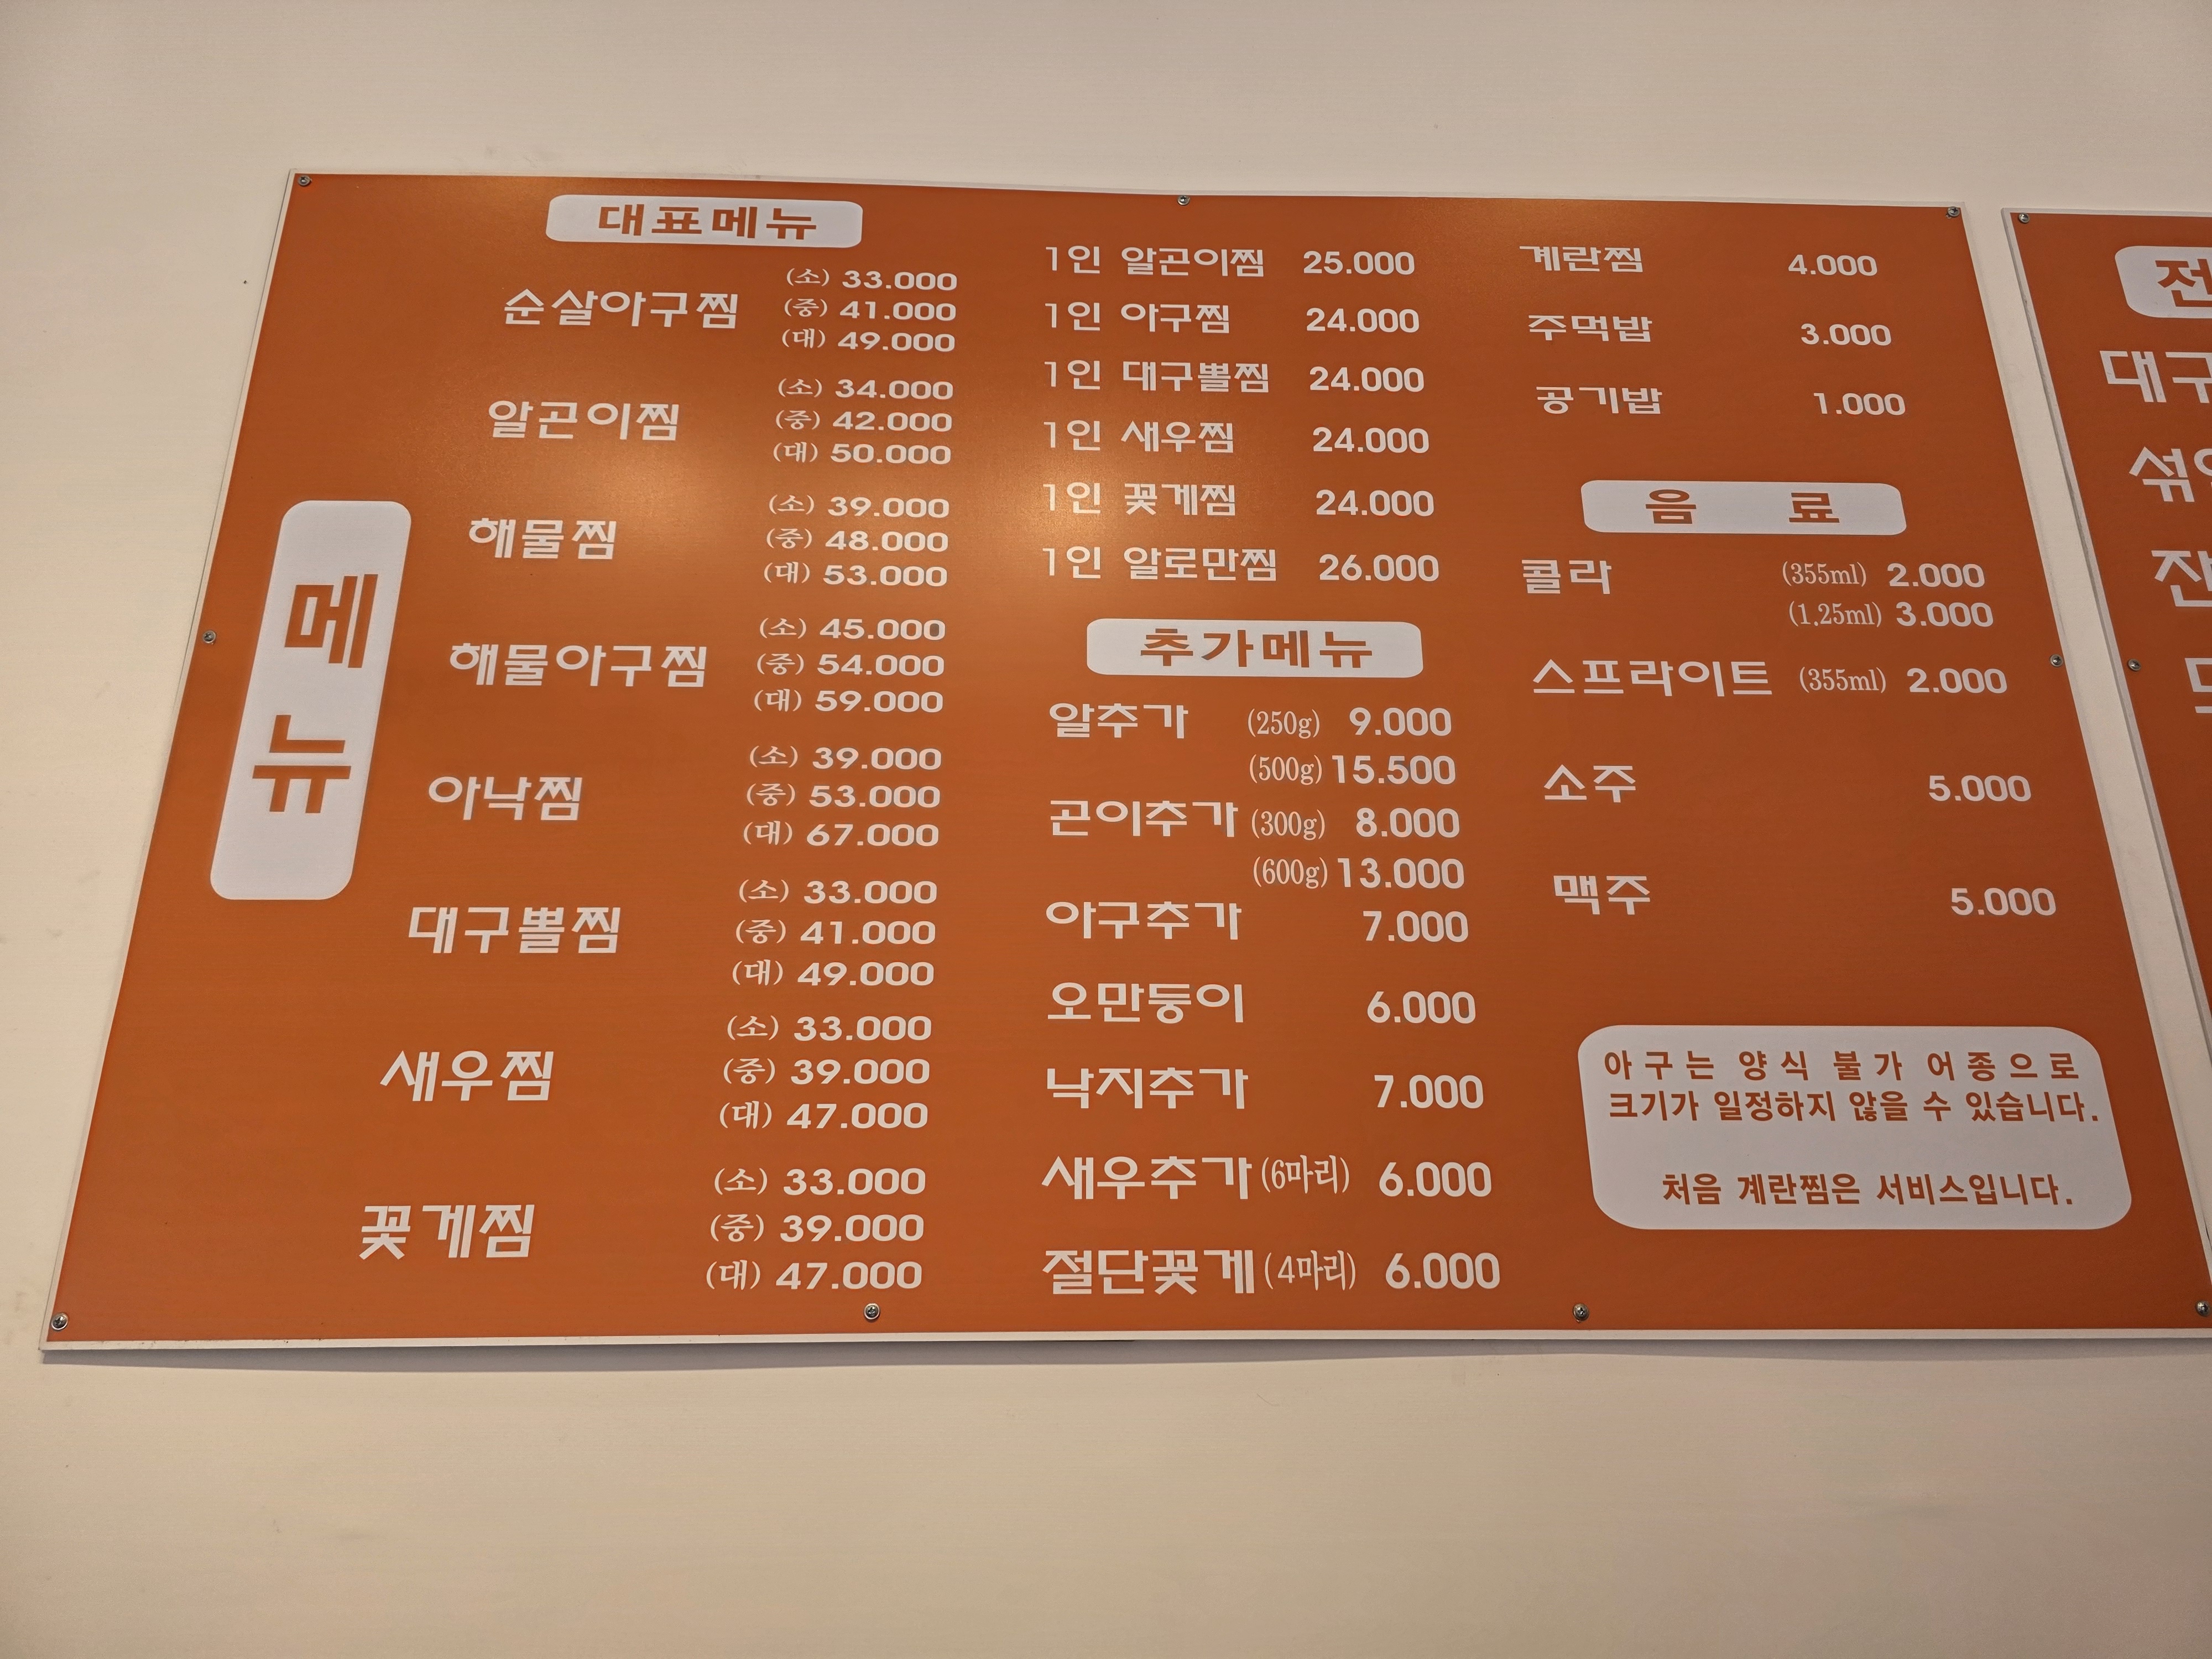 메뉴
대표메뉴
순살아구찜 (소) 33.000
(중) 41.000
(대) 49.000
알곤이찜 (소) 34.000
(중) 42.000
(대) 50.000
해물찜 (소) 39.000
(중) 48.000
(대) 53.000
해물아구찜 (소) 45.000
(중) 54.000
(대) 59.000
아낙찜 (소) 39.000
(중) 53.000
(대) 67.000
대구뽈찜 (소) 33.000
(중) 41.000
(대) 49.000
새우찜 (소) 33.000
(중) 39.000
(대) 47.000
꽃게찜 (소) 33.000
(중) 39.000
(대) 47.000
1인 알곤이찜 25.000
1인 아구찜 24.000
1인 대구뽈찜 24.000
1인 새우찜 24.000
1인 꽃게찜 24.000
1인 알로만찜 26.000
추가메뉴
알추가 (250g) 9.000
(500g) 15.500
곤이추가 (300g) 8.000
(600g) 13.000
아구추가 7.000
오만둥이 6.000
낙지추가 7.000
새우추가 (6마리) 6.000
절단꽃게 (4마리) 6.000
계란찜 4.000
주먹밥 3.000
공기밥 1.000
음 료
콜라 (355ml) 2.000
(1.25ml) 3.000
스프라이트 (355ml) 2.000
소주 5.000
맥주 5.000
아구는 양식 불가 어종으로
크기가 일정하지 않을 수 있습니다.
처음 계란찜은 서비스입니다.
전
대구